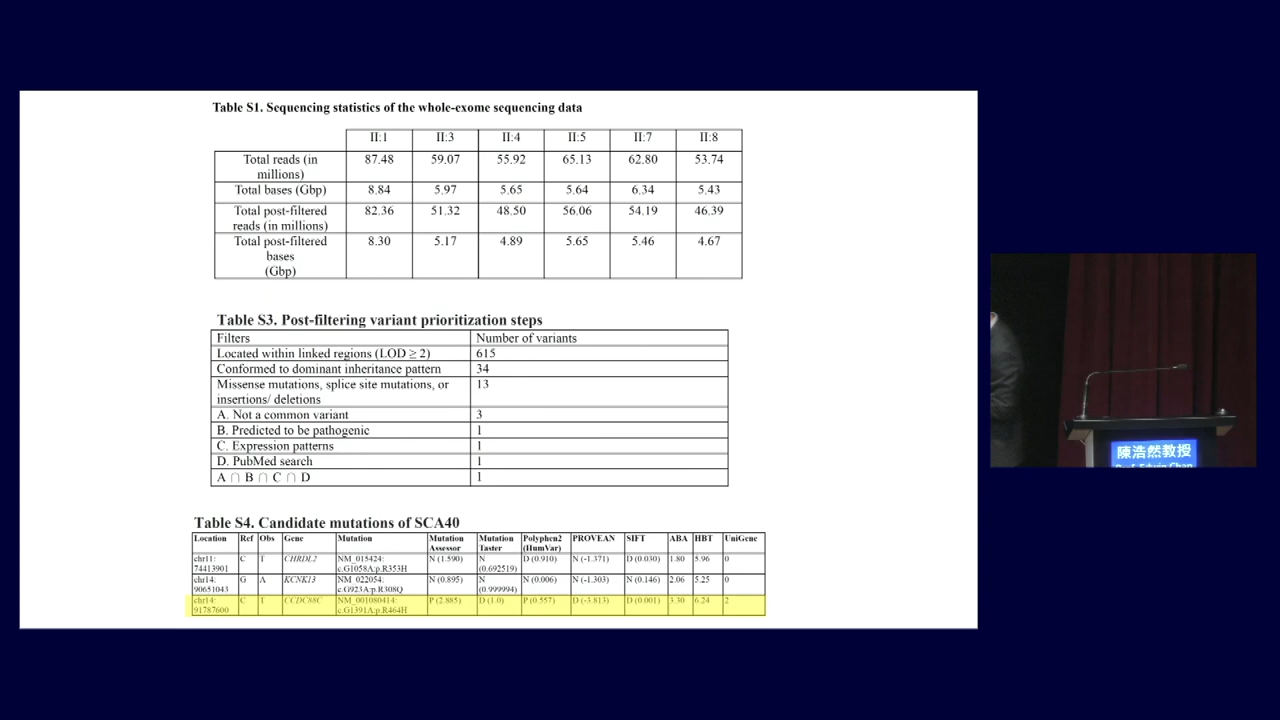 Table S1. Sequencing statistics of the whole-exome sequencing data
II:1 II:3 II:4 II:5 II:7 II:8
Total reads (in millions) 87.48 59.07 55.92 65.13 62.80 53.74
Total bases (Gbp) 8.84 5.97 5.65 5.64 6.34 5.43
Total post-filtered reads (in millions) 82.36 51.32 48.50 56.06 54.19 46.39
Total post-filtered bases (Gbp) 8.30 5.17 4.89 5.65 5.46 4.67
Table S3. Post-filtering variant prioritization steps
Filters Number of variants
Located within linked regions (LOD ≥ 2) 615
Conformed to dominant inheritance pattern 34
Missense mutations, splice site mutations, or insertions/ deletions 13
A. Not a common variant 3
B. Predicted to be pathogenic 1
C. Expression patterns 1
D. PubMed search 1
A ∩ B ∩ C ∩ D 1
Table S4. Candidate mutations of SCA40
Location Ref Obs Gene Mutation Mutation Assessor Mutation Taster Polyphen2 (HumVar) PROVEAN SIFT ABA HBT UniGene
chr11: 74413901 C T CHRDL2 NM_015424: c.G1058A:p.R353H N (1.590) N (0.692519) D (0.910) N (-1.371) D (0.030) 1.80 5.96 0
chr14: 90651043 G A KCNK13 NM_022054: c.G923A:p.R308Q N (0.895) N (0.999994) N (0.006) N (-1.303) N (0.146) 2.06 5.25 0
chr14: 91787600 C T CCDC88C NM_001080414: c.G1391A:p.R464H P (2.885) D (1.0) P (0.557) D (-3.813) D (0.001) 3.30 6.24 2
陳浩然教授
Prof. Edwin Chan